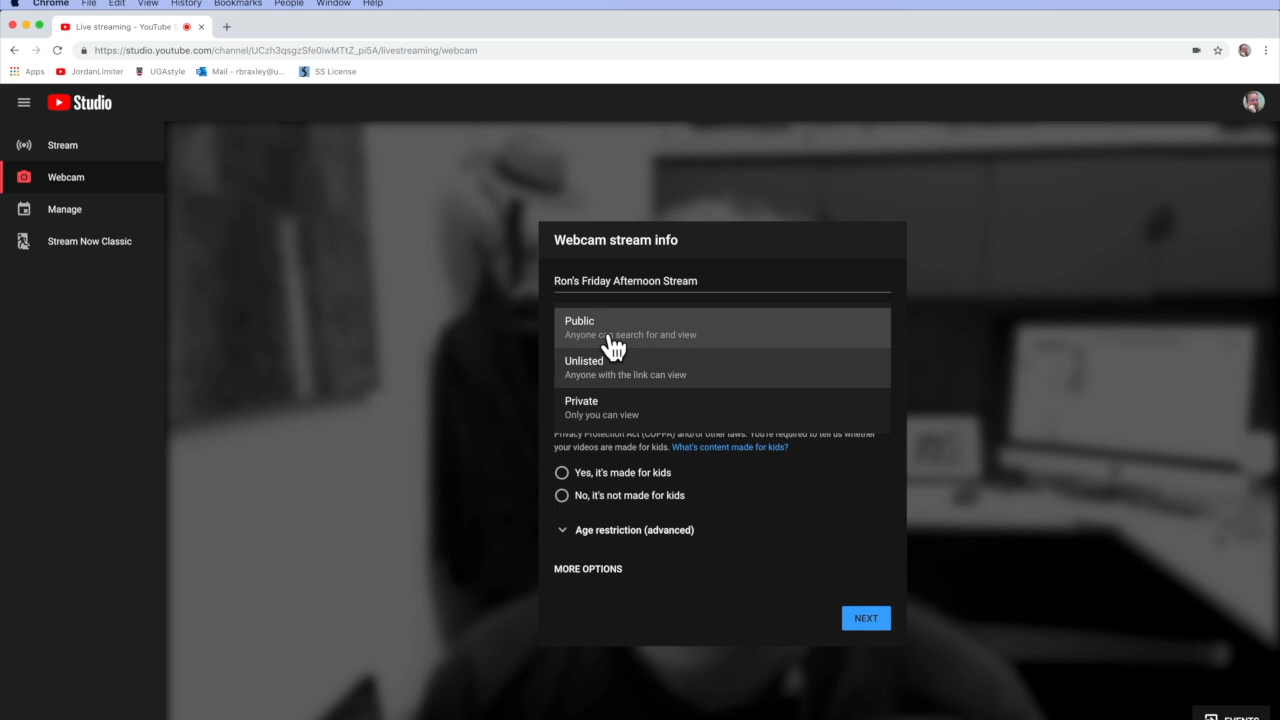 Chrome File Edit View History Bookmarks People Window Help
Live streaming - YouTube S
https://studio.youtube.com/channel/UCzh3qsgzSfe0iwMTtZ_pi5A/livestreaming/webcam
Apps JordanLimiter UGAstyle Mail - rbraxley@u... SS License
Studio
Stream
Webcam
Manage
Stream Now Classic
Webcam stream info
Ron's Friday Afternoon Stream
Public
Anyone can search for and view
Unlisted
Anyone with the link can view
Private
Only you can view
Privacy Protection Act (COPPA) and/or other laws. You're required to tell us whether
your videos are made for kids. What's content made for kids?
Yes, it's made for kids
No, it's not made for kids
Age restriction (advanced)
MORE OPTIONS
NEXT
EVENTS